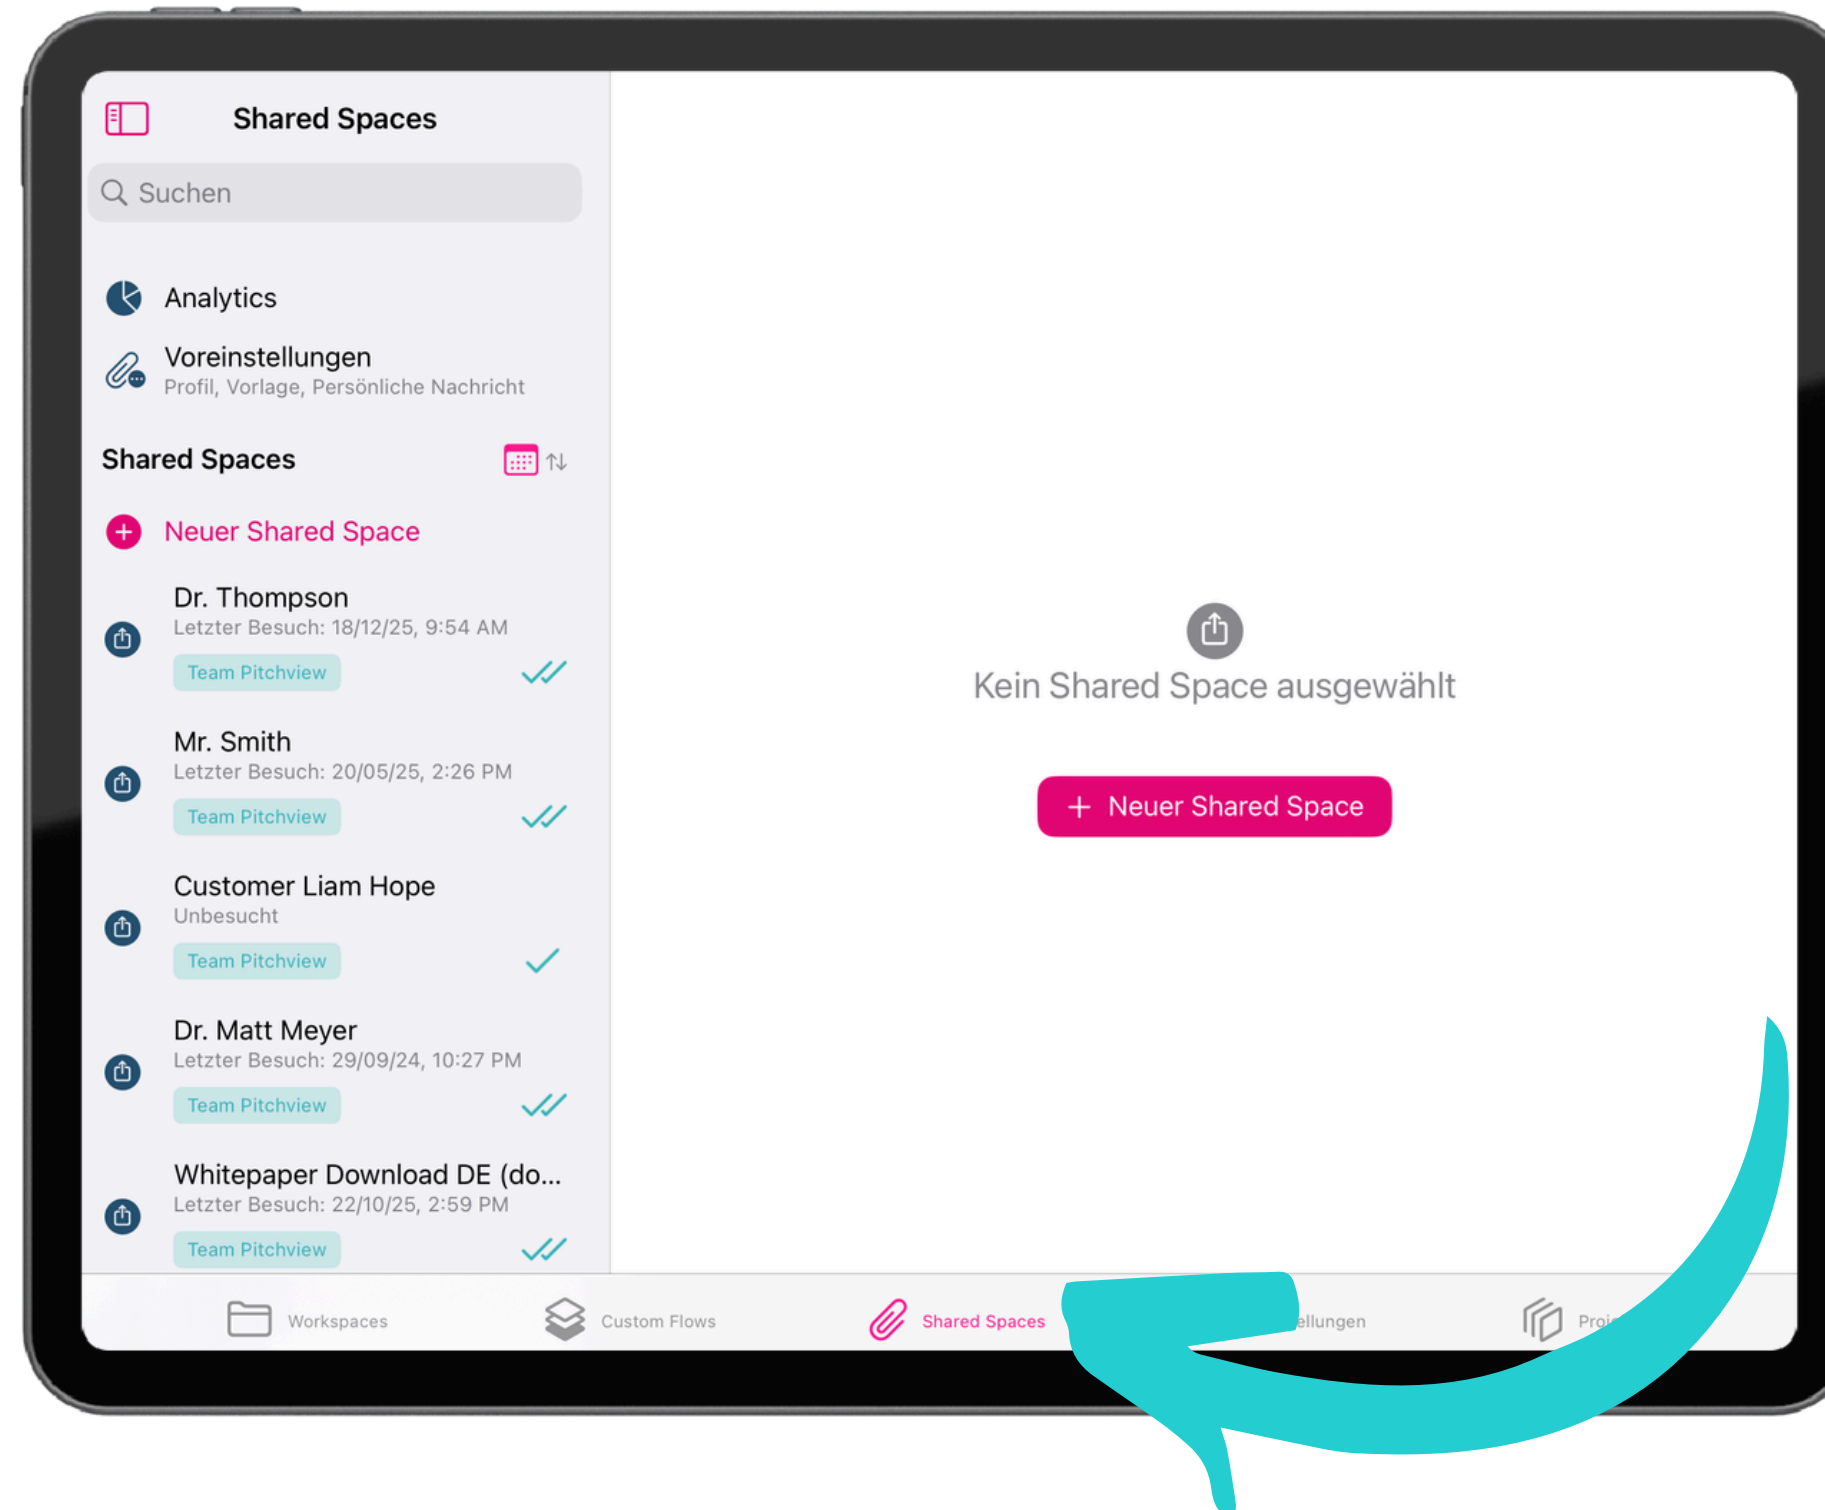 Shared Spaces
Suchen
Analytics
Voreinstellungen
Profil, Vorlage, Persönliche Nachricht
Shared Spaces
Neuer Shared Space
Dr. Thompson
Letzter Besuch: 18/12/25, 9:54 AM
Team Pitchview
Mr. Smith
Letzter Besuch: 20/05/25, 2:26 PM
Team Pitchview
Customer Liam Hope
Unbesucht
Team Pitchview
Dr. Matt Meyer
Letzter Besuch: 29/09/24, 10:27 PM
Team Pitchview
Whitepaper Download DE (do...
Letzter Besuch: 22/10/25, 2:59 PM
Team Pitchview
Kein Shared Space ausgewählt
+ Neuer Shared Space
Workspaces
Custom Flows
Shared Spaces